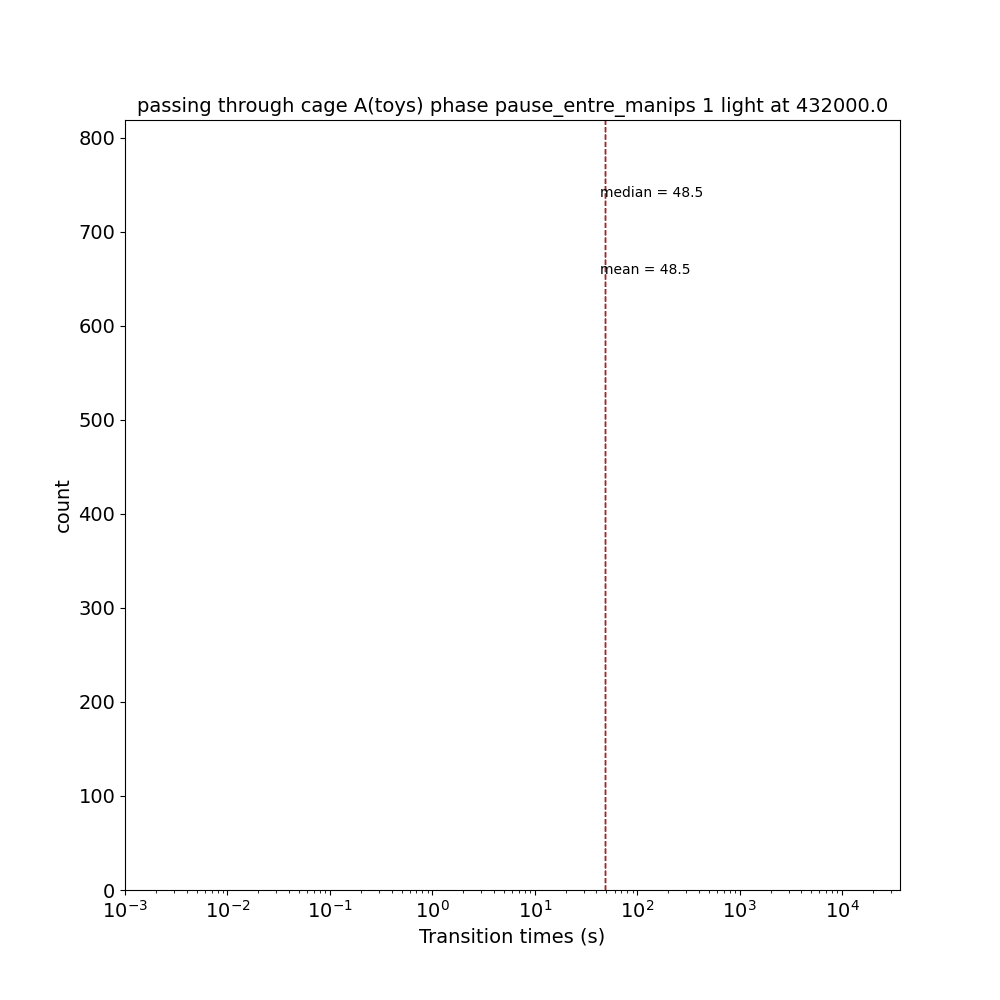 passing through cage A(toys) phase pause_entre_manips 1 light at 432000.0
800
median = 48.5
700
mean = 48.5
600
500
count
400
300
200
100
0
10⁻³ 10⁻² 10⁻¹ 10⁰ 10¹ 10² 10³ 10⁴
Transition times (s)